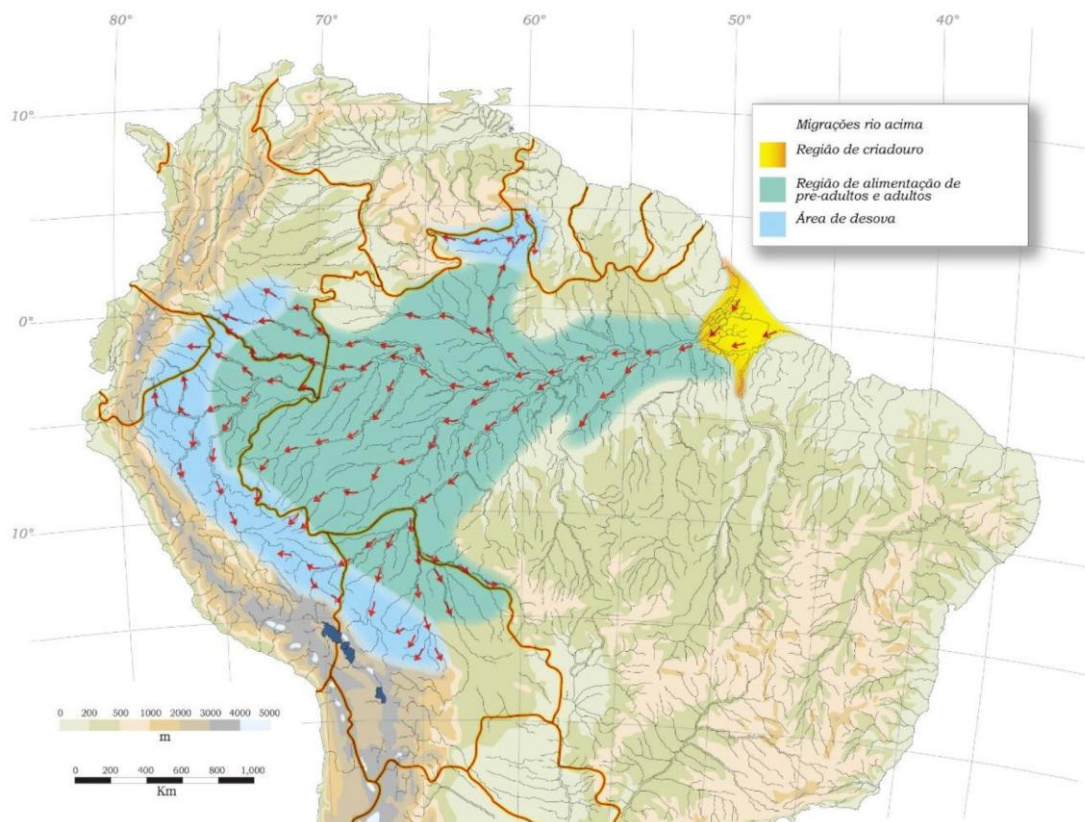 80° 70° 60° 50° 40°
10°
0°
10°
Migrações rio acima
Região de criadouro
Região de alimentação de
pre-adultos e adultos
Área de desova
0 200 500 1000 2000 3000 4000 5000
m
0 200 400 600 800 1,000
Km